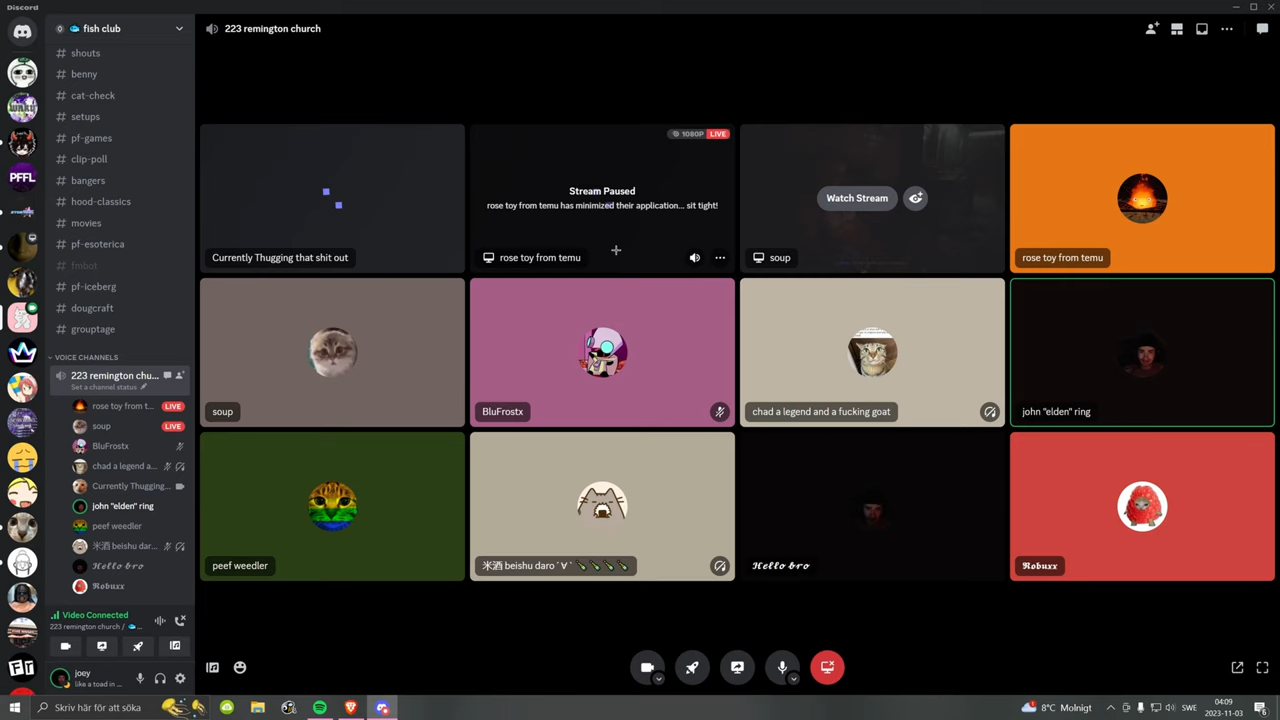 Discord
fish club
223 remington church
shouts
benny
cat-check
setups
pf-games
clip-poll
bangers
hood-classics
movies
pf-esoterica
fmbot
pf-iceberg
dougcraft
grouptage
VOICE CHANNELS
223 remington chu...
Set a channel status
rose toy from t... LIVE
soup LIVE
BluFrostx
chad a legend a...
Currently Thugging...
john "elden" ring
peef weedler
米酒 beishu dar...
Hello bro
Robuxx
Video Connected
223 remington church /
joey
like a toad in ...
PFFL
1080P LIVE
Stream Paused
rose toy from temu has minimized their application... sit tight!
Currently Thugging that shit out
rose toy from temu
Watch Stream
soup
rose toy from temu
soup
BluFrostx
chad a legend and a fucking goat
john "elden" ring
peef weedler
米酒 beishu daro ´∀`
Hello bro
Robuxx
Skriv här för att söka
8°C Molnigt
SWE
04:09
2023-11-03
6